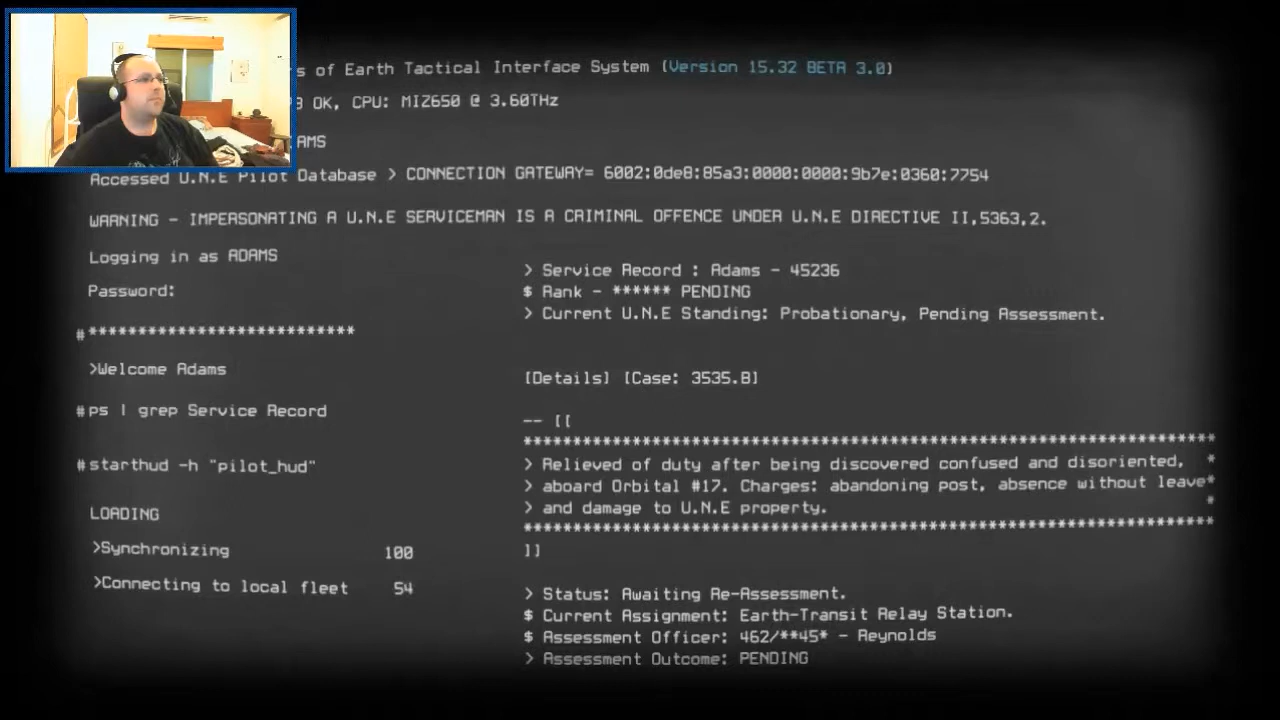 s of Earth Tactical Interface System (Version 15.32 BETA 3.0)
OK, CPU: MIZ650 @ 3.60THz
AMS
Accessed U.N.E Pilot Database > CONNECTION GATEWAY= 6002:0de8:85a3:0000:0000:9b7e:0360:7754
WARNING - IMPERSONATING A U.N.E SERVICEMAN IS A CRIMINAL OFFENCE UNDER U.N.E DIRECTIVE II,5363,2.
Logging in as ADAMS
Password:
#***************************
>Welcome Adams
#ps | grep Service Record
#starthud -h "pilot_hud"
LOADING
>Synchronizing 100
>Connecting to local fleet 54
> Service Record : Adams - 45236
$ Rank - ****** PENDING
> Current U.N.E Standing: Probationary, Pending Assessment.
[Details] [Case: 3535.B]
-- [[
**********************************************************************
> Relieved of duty after being discovered confused and disoriented, *
> aboard Orbital #17. Charges: abandoning post, absence without leave*
> and damage to U.N.E property. *
**********************************************************************
]]
> Status: Awaiting Re-Assessment.
$ Current Assignment: Earth-Transit Relay Station.
$ Assessment Officer: 462/**45* - Reynolds
> Assessment Outcome: PENDING